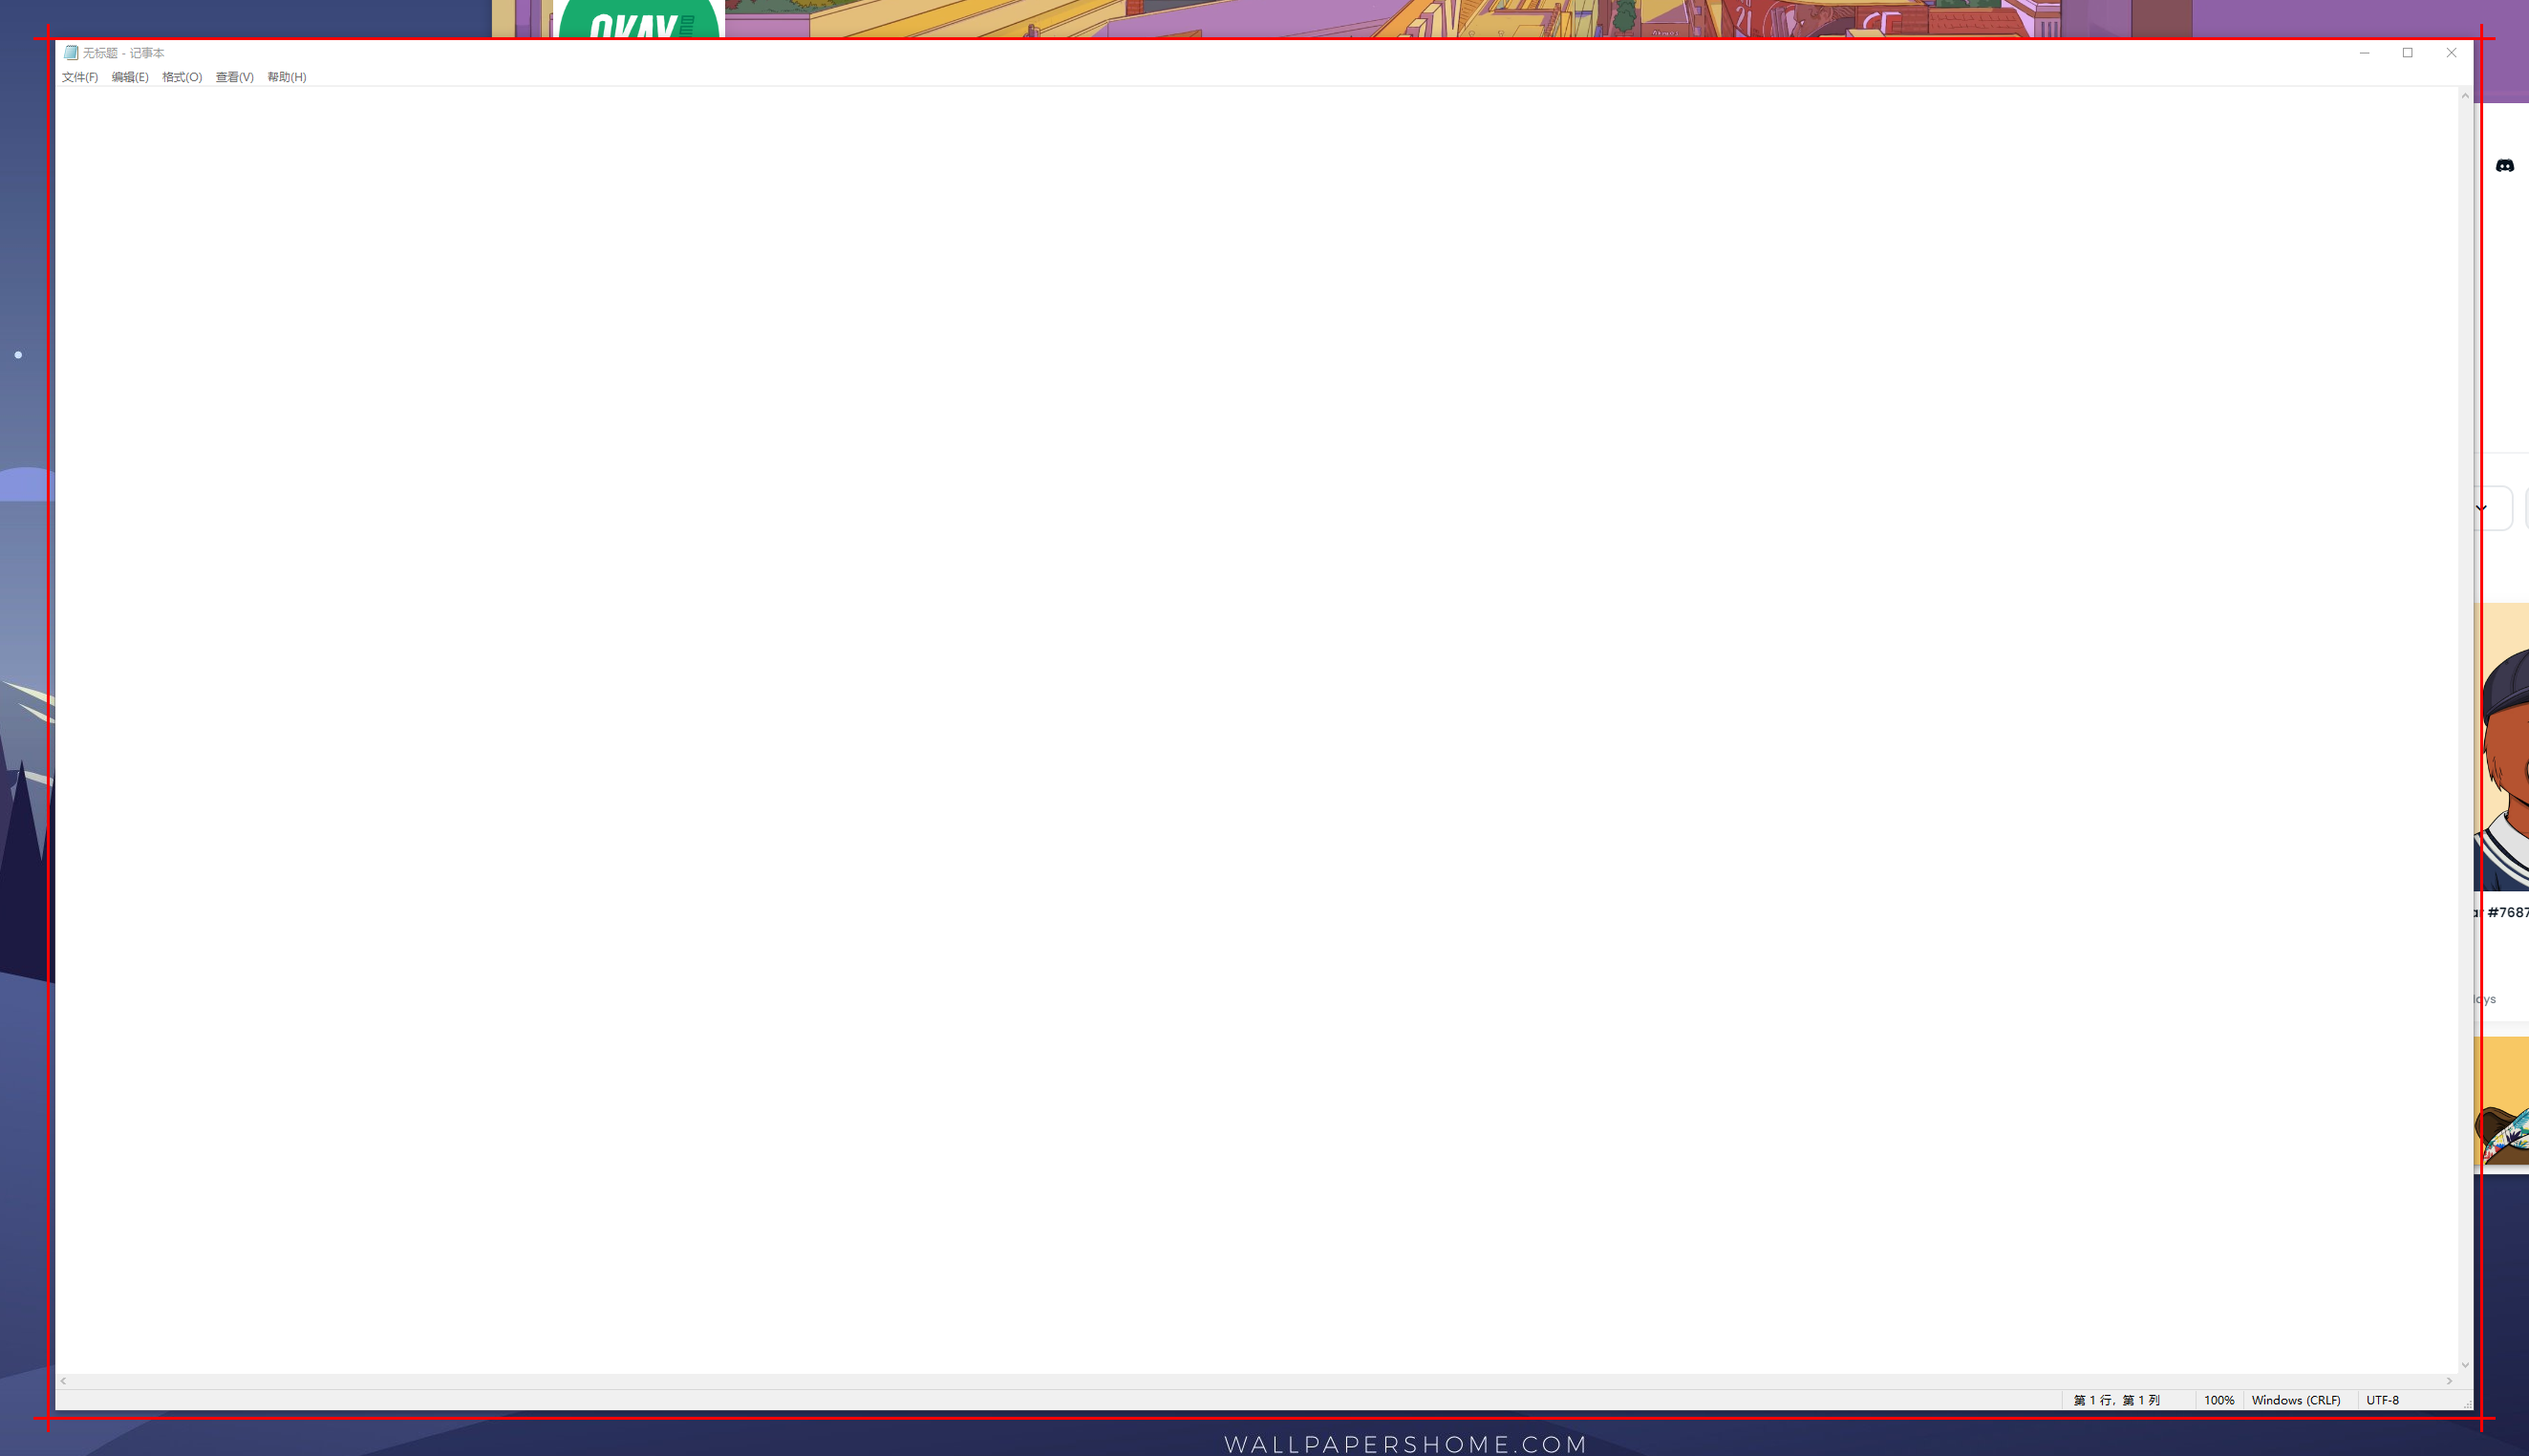 OKAY
无标题 - 记事本
文件(F) 编辑(E) 格式(O) 查看(V) 帮助(H)
#7687
ays
第 1 行，第 1 列 100% Windows (CRLF) UTF-8
WALLPAPERSHOME.COM